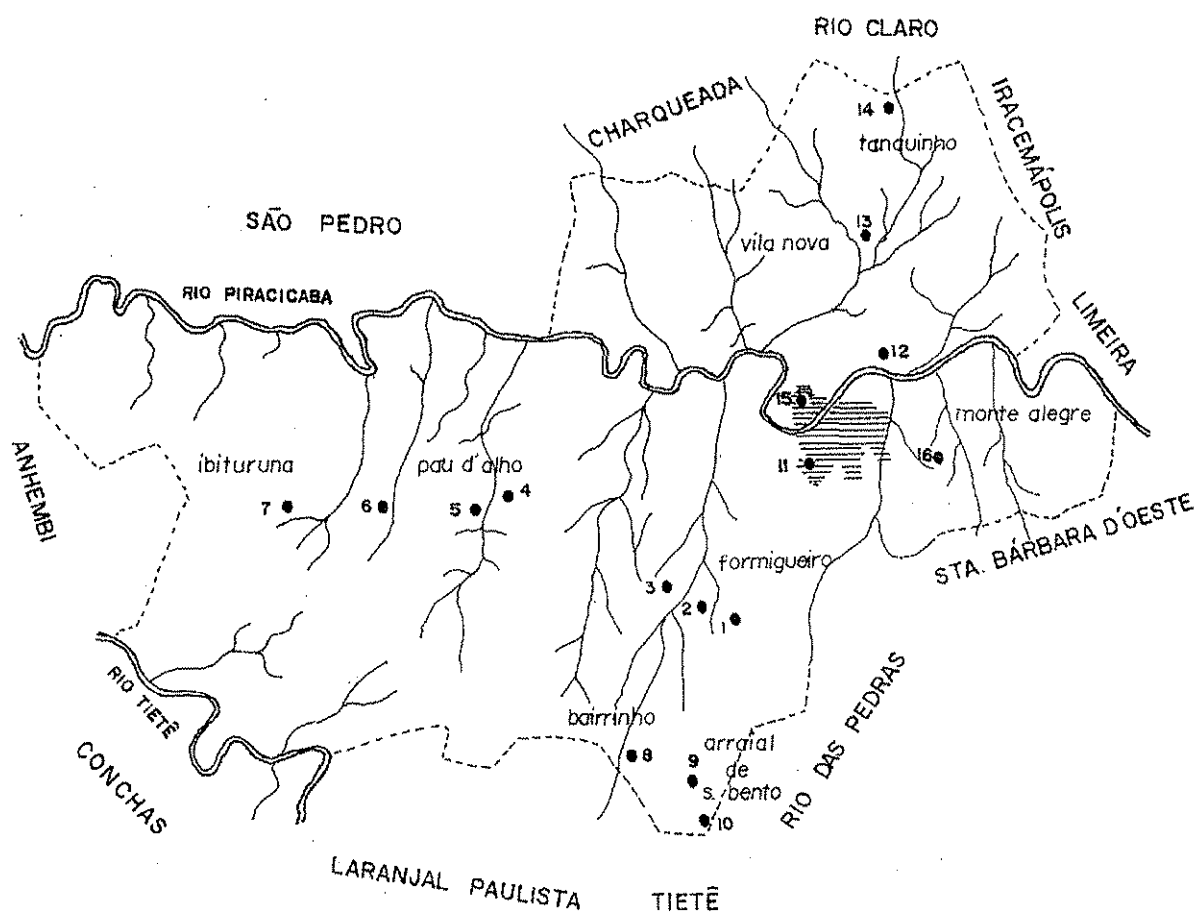 RIO CLARO
CHARQUEADA
IRACEMÁPOLIS
14
tanquinho
SÃO PEDRO
13
vila nova
RIO PIRACICABA
LIMEIRA
12
15
monte alegre
ANHEMBI
ibituruna
pau d'alho
11
16
7
6
5
4
STA. BÁRBARA D'OESTE
formigueiro
3
2
1
RIO TIETÊ
RIO DAS PEDRAS
bairrinho
CONCHAS
8
9
arraial
de
s. bento
10
LARANJAL PAULISTA
TIETÊ